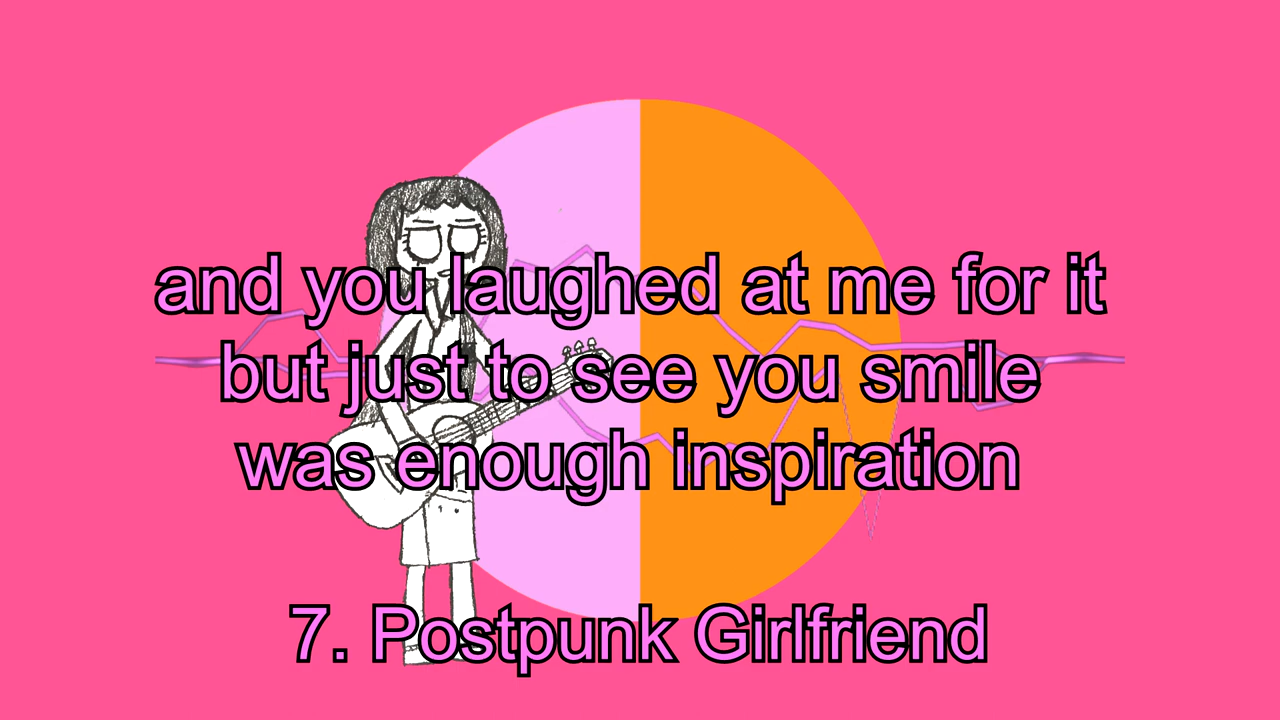 and you laughed at me for it
but just to see you smile
was enough inspiration
7. Postpunk Girlfriend